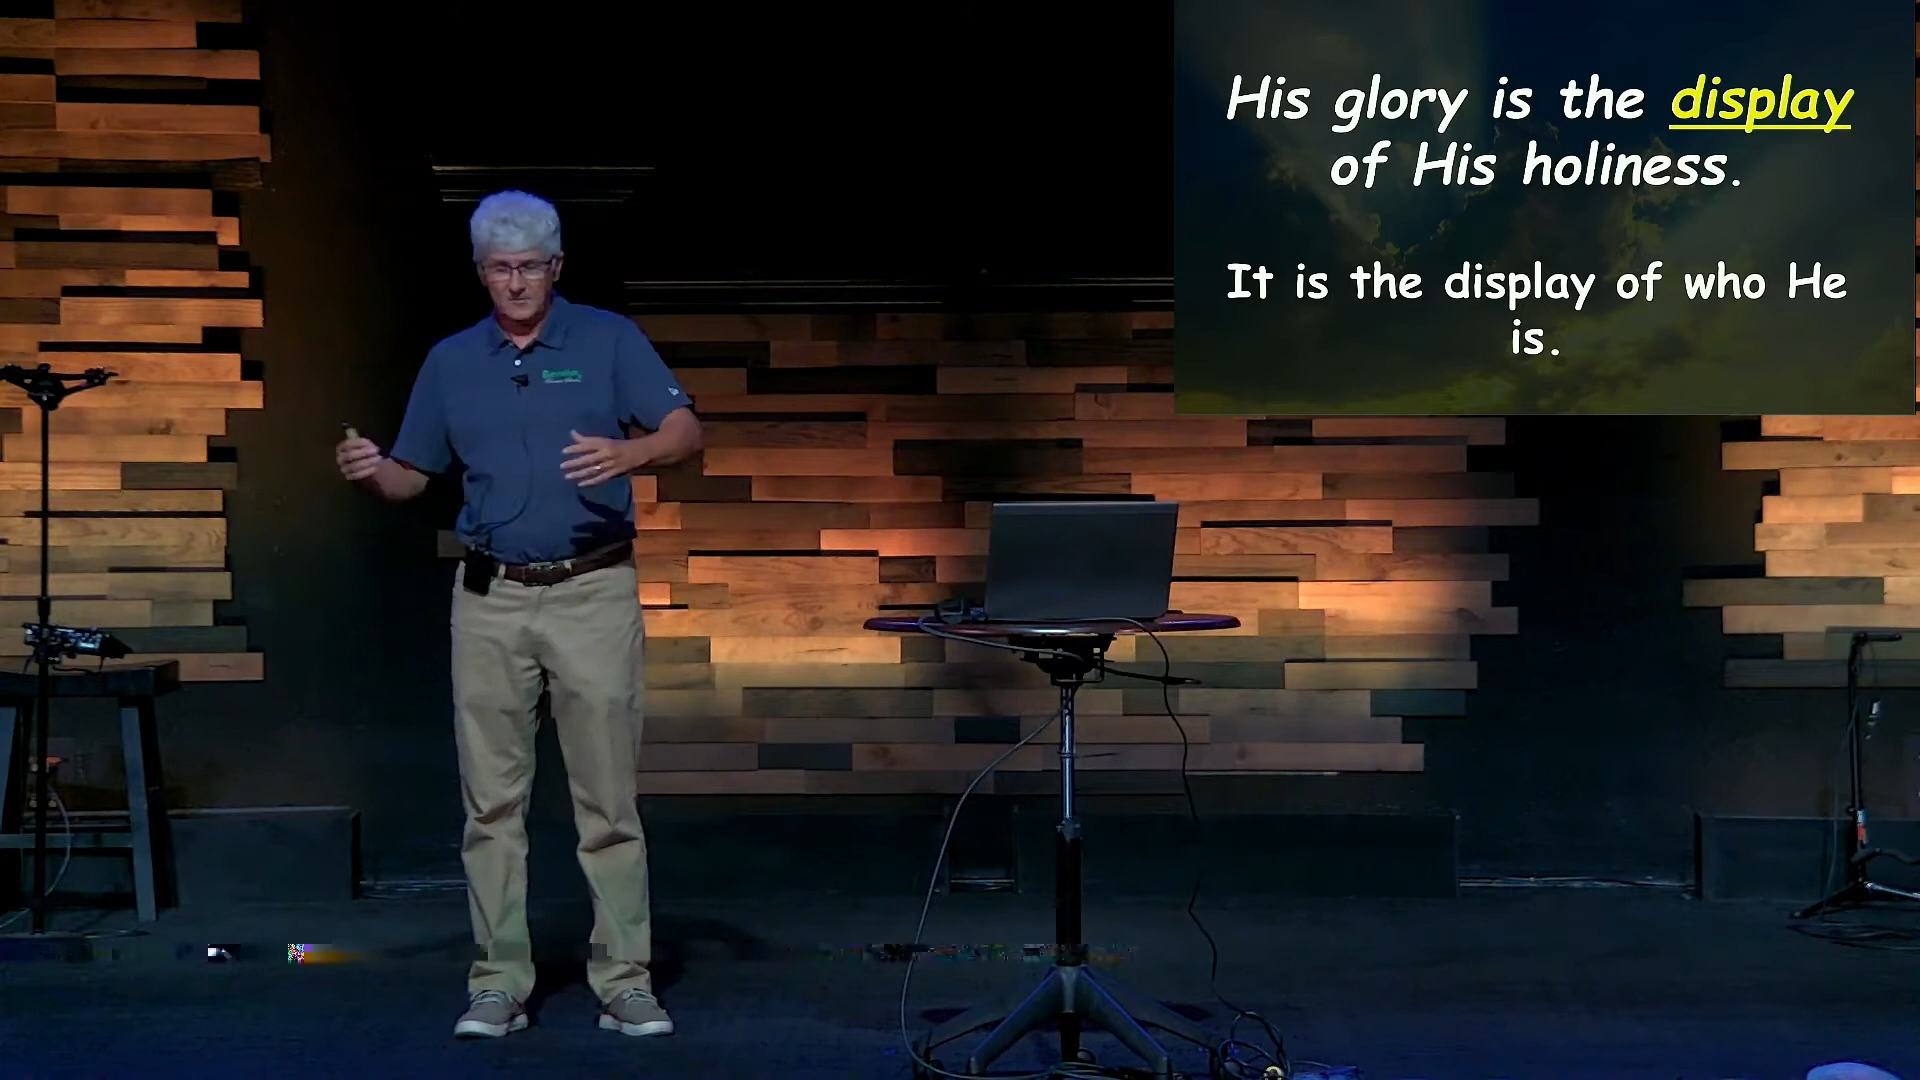 His glory is the display
of His holiness.
It is the display of who He
is.